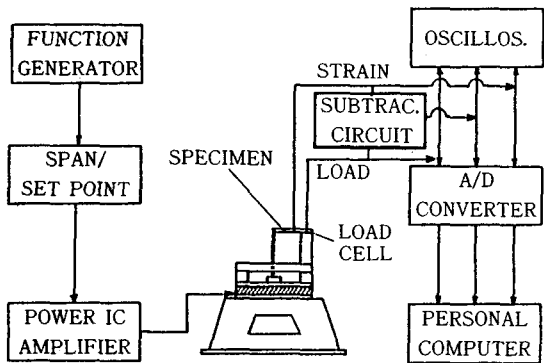 FUNCTION
GENERATOR
OSCILLOS.
STRAIN
SUBTRAC.
CIRCUIT
SPAN/
SET POINT
SPECIMEN
LOAD
A/D
CONVERTER
LOAD
CELL
POWER IC
AMPLIFIER
PERSONAL
COMPUTER